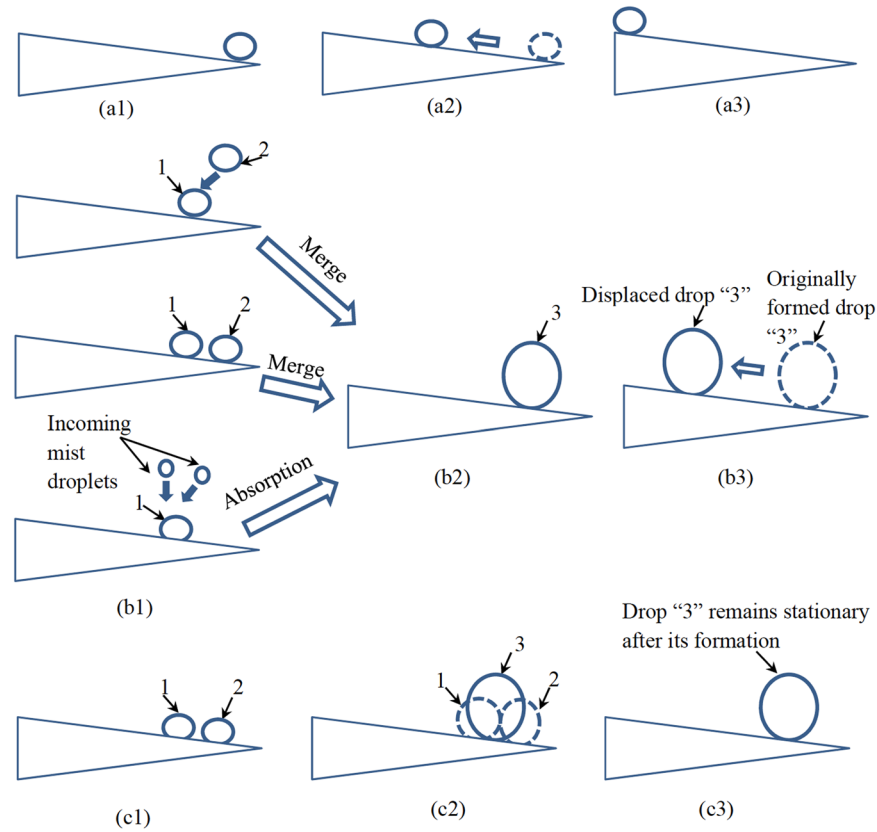 (a1)
(a2)
(a3)
1
2
Merge
1
2
Merge
3
Displaced drop “3”
Originally
formed drop
“3”
Incoming
mist
droplets
1
Absorption
(b1)
(b2)
(b3)
1
2
(c1)
1
3
2
(c2)
Drop “3” remains stationary
after its formation
(c3)